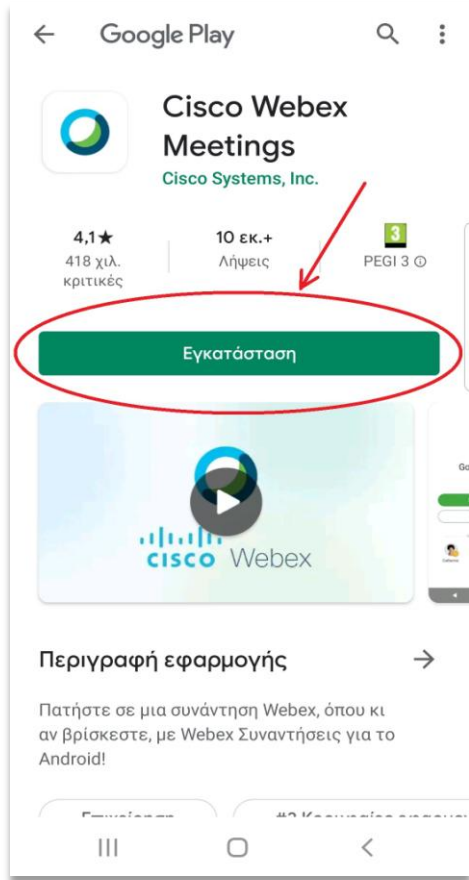 Google Play
Cisco Webex
Meetings
Cisco Systems, Inc.
4,1★
10 εκ.+
3
418 χιλ.
κριτικές
Λήψεις
PEGI 3
Εγκατάσταση
CISCO Webex
Περιγραφή εφαρμογής
Πατήστε σε μια συνάντηση Webex, όπου κι
αν βρίσκεστε, με Webex Συναντήσεις για το
Android!